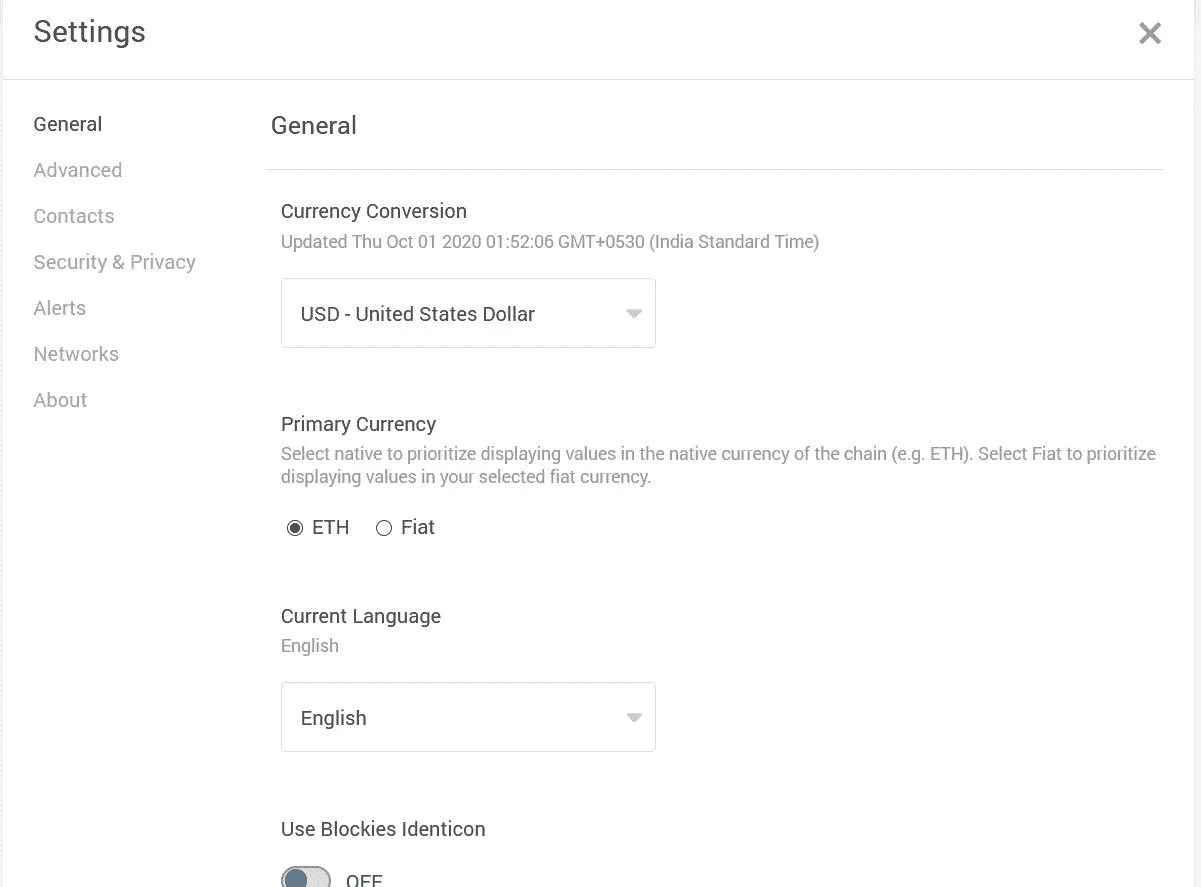 Settings
General
Advanced
Contacts
Security & Privacy
Alerts
Networks
About
General
Currency Conversion
Updated Thu Oct 01 2020 01:52:06 GMT+0530 (India Standard Time)
USD - United States Dollar
Primary Currency
Select native to prioritize displaying values in the native currency of the chain (e.g. ETH). Select Fiat to prioritize
displaying values in your selected fiat currency.
ETH Fiat
Current Language
English
English
Use Blockies Identicon
OFF